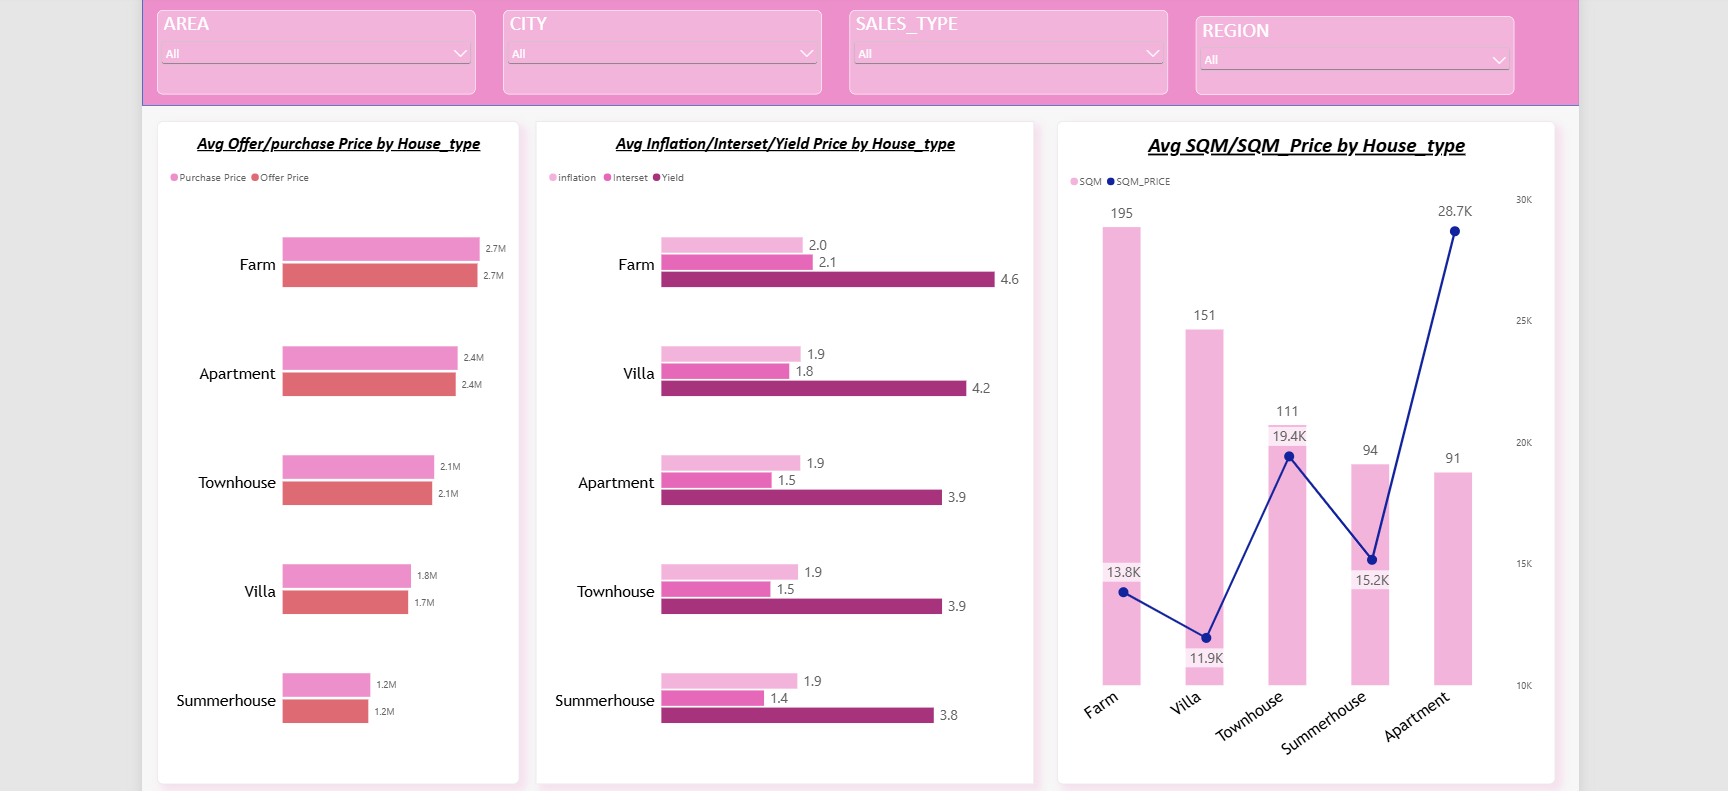 AREA
All
CITY
All
SALES_TYPE
All
REGION
All
Avg Offer/purchase Price by House_type
Purchase Price Offer Price
Farm
2.7M
2.7M
Apartment
2.4M
2.4M
Townhouse
2.1M
2.1M
Villa
1.8M
1.7M
Summerhouse
1.2M
1.2M
Avg Inflation/Interset/Yield Price by House_type
inflation Interset Yield
Farm
2.0
2.1
4.6
Villa
1.9
1.8
4.2
Apartment
1.9
1.5
3.9
Townhouse
1.9
1.5
3.9
Summerhouse
1.9
1.4
3.8
Avg SQM/SQM_Price by House_type
SQM SQM_PRICE
30K
25K
20K
15K
10K
195
151
111
94
91
13.8K
11.9K
19.4K
15.2K
28.7K
Farm
Villa
Townhouse
Summerhouse
Apartment